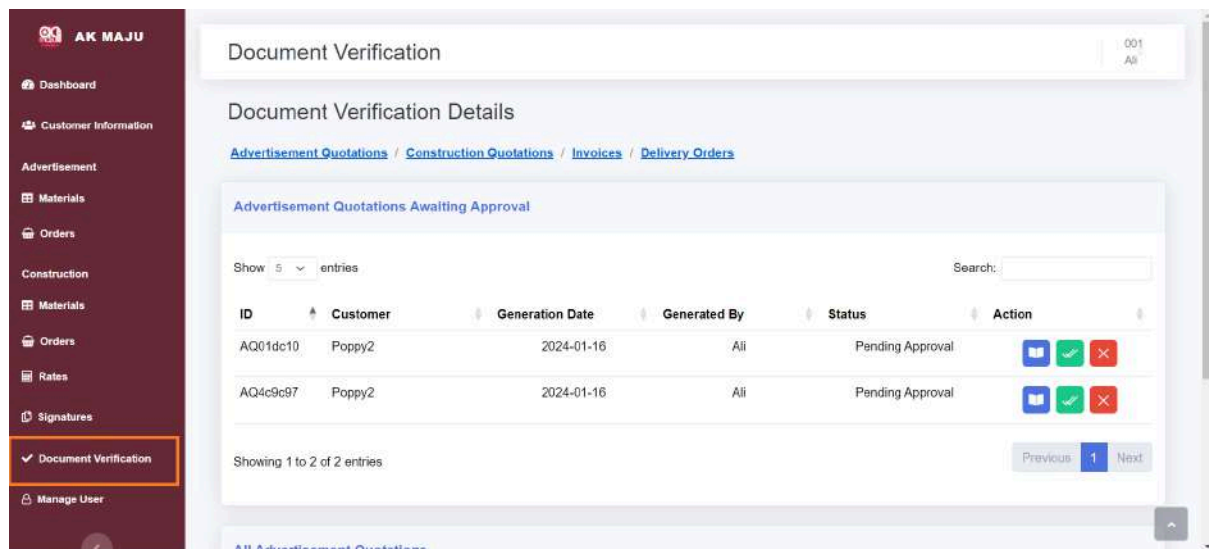 AK MAJU
Dashboard
Customer Information
Advertisement
Materials
Orders
Construction
Materials
Orders
Rates
Signatures
Document Verification
Manage User
Document Verification
001
Ali
Document Verification Details
Advertisement Quotations / Construction Quotations / Invoices / Delivery Orders
Advertisement Quotations Awaiting Approval
Show 5 entries
Search:
ID Customer Generation Date Generated By Status Action
AQ01dc10 Poppy2 2024-01-16 Ali Pending Approval
AQ4c9c97 Poppy2 2024-01-16 Ali Pending Approval
Showing 1 to 2 of 2 entries
Previous 1 Next
All Advertisement Quotations